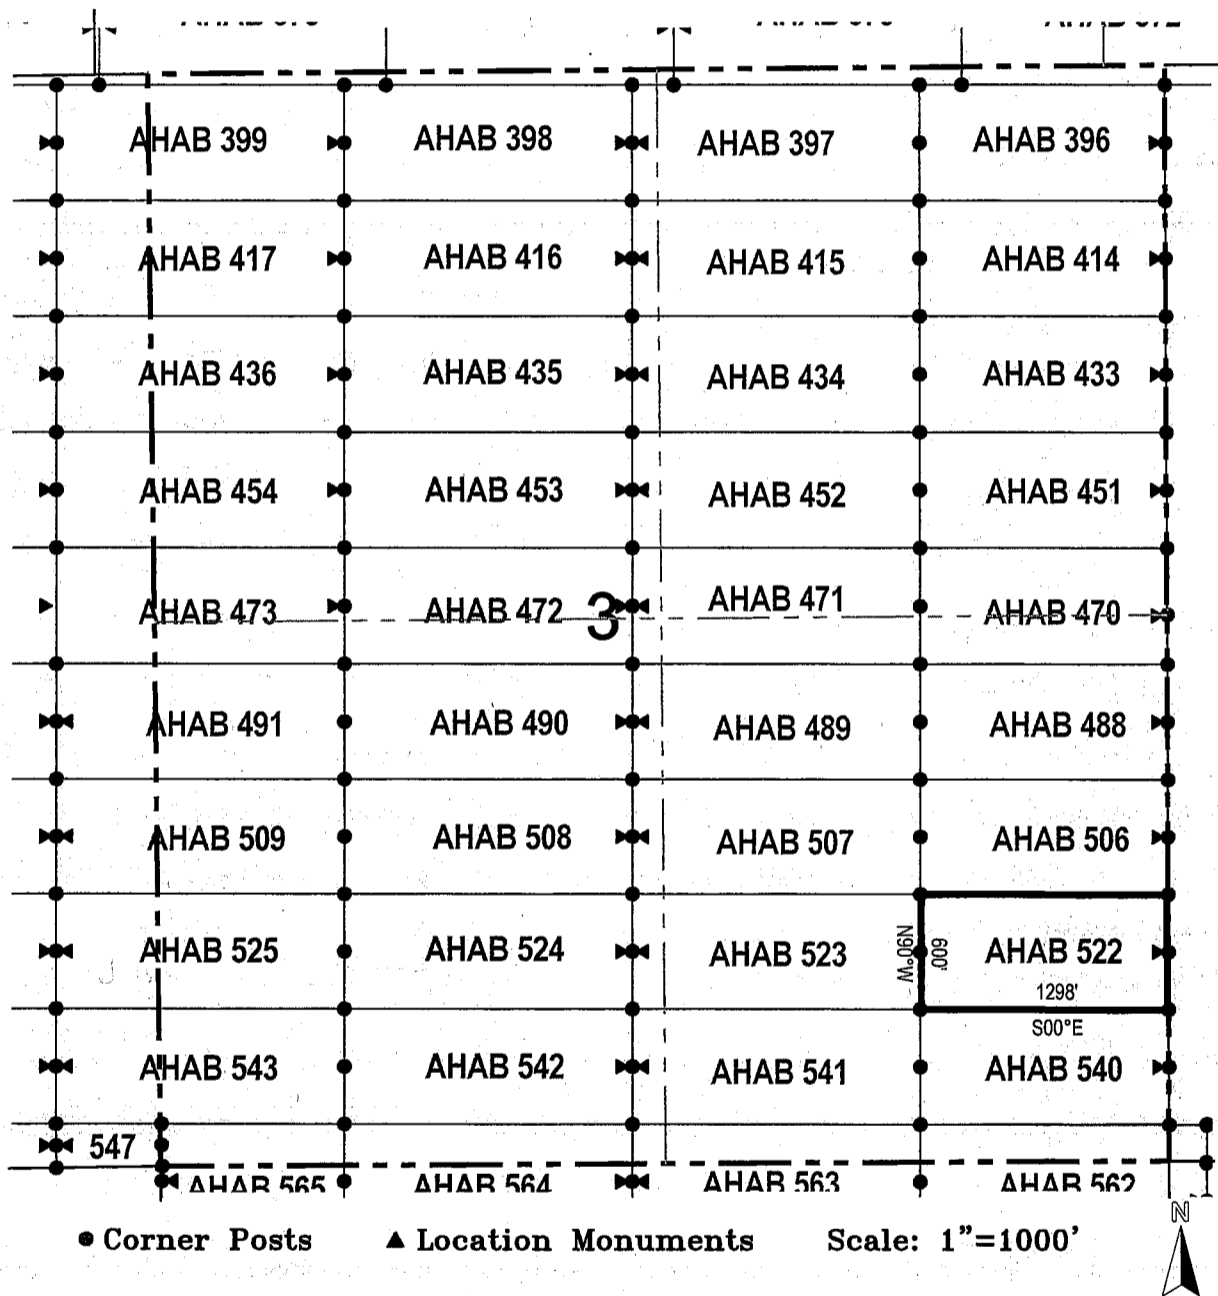 AHAB 399 AHAB 398 AHAB 397 AHAB 396
AHAB 417 AHAB 416 AHAB 415 AHAB 414
AHAB 436 AHAB 435 AHAB 434 AHAB 433
AHAB 454 AHAB 453 AHAB 452 AHAB 451
AHAB 473 AHAB 472 3 AHAB 471 AHAB 470
AHAB 491 AHAB 490 AHAB 489 AHAB 488
AHAB 509 AHAB 508 AHAB 507 AHAB 506
AHAB 525 AHAB 524 AHAB 523 N90°W 600' AHAB 522
1298'
S00°E
AHAB 543 AHAB 542 AHAB 541 AHAB 540
547
AHAB 565 AHAB 564 AHAB 563 AHAB 562
N
Corner Posts Location Monuments Scale: 1"=1000'